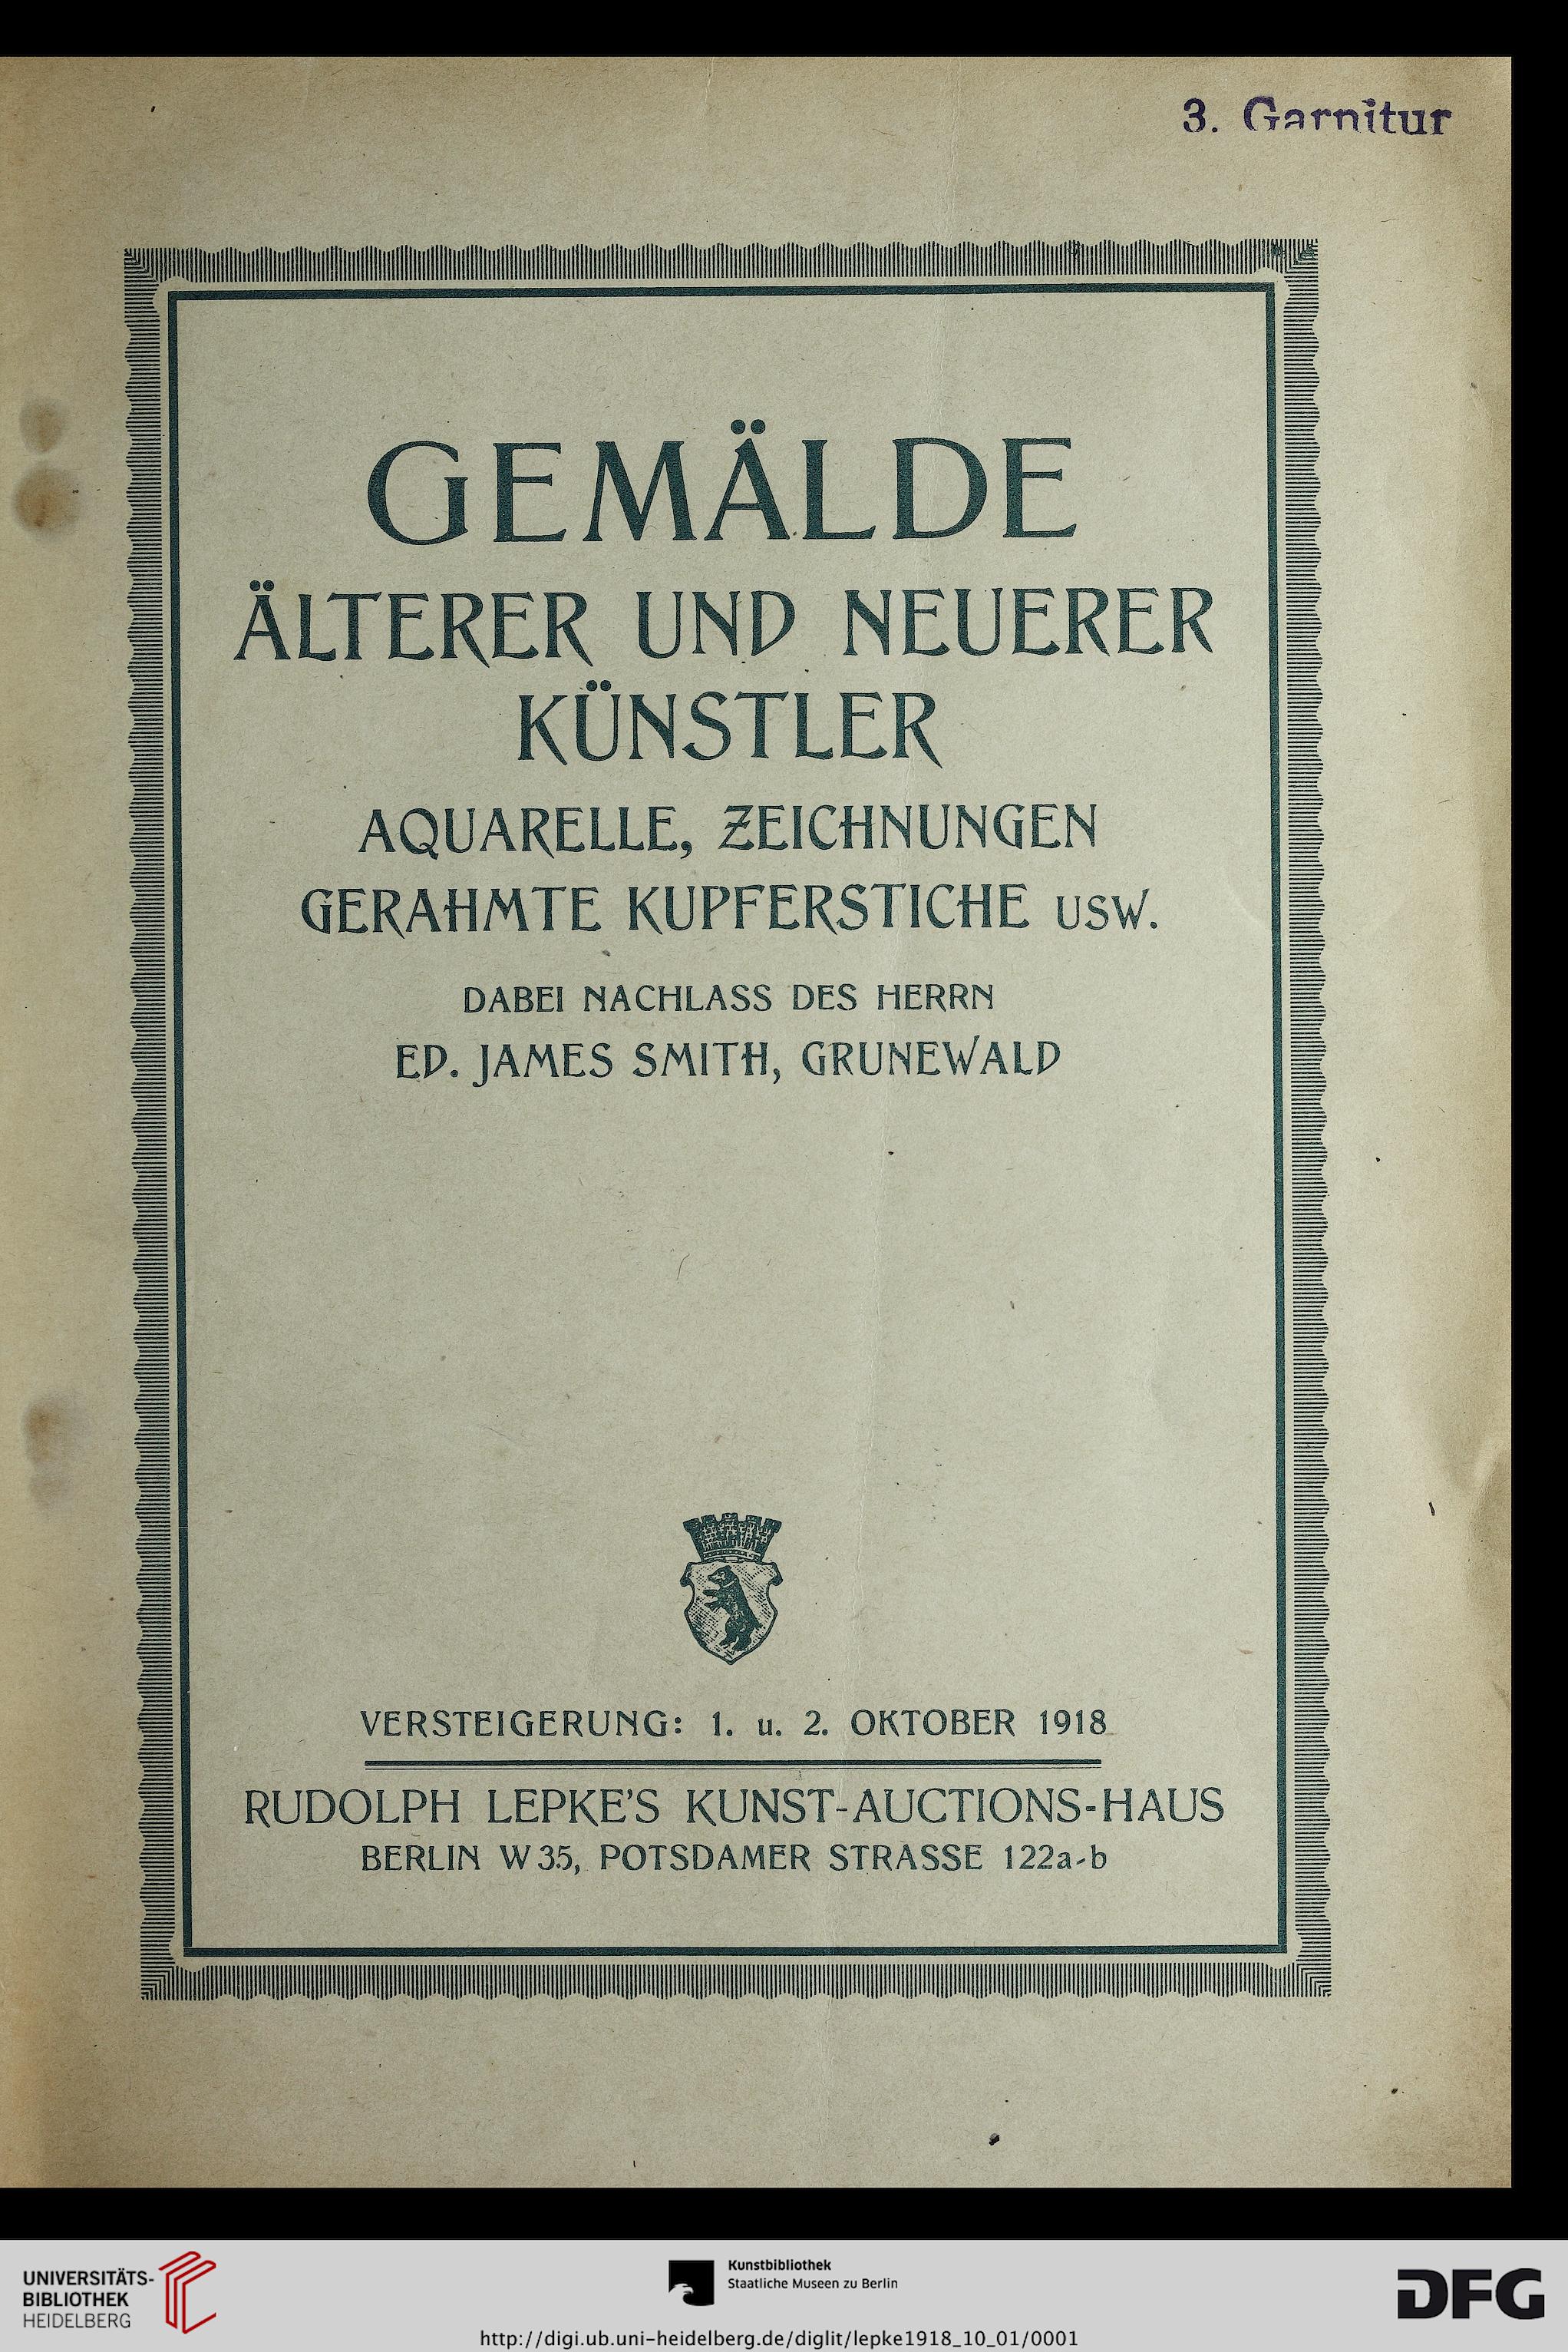 3. Garnitur
GEMÄLDE
ÄLTERER UND NEUERER
KÜNSTLER
AQUARELLE, ZEICHNUNGEN
GERAHMTE KUPFERSTICHE USW.
DABEI NACHLASS DES HERRN
ED. JAMES SMITH, GRUNEWALD
VERSTEIGERUNG: 1. u. 2. OKTOBER 1918
RUDOLPH LEPKE'S KUNST-AUCTIONS-HAUS
BERLIN W 35, POTSDAMER STRASSE 122a-b
UNIVERSITÄTS-
BIBLIOTHEK
HEIDELBERG
Kunstbibliothek
Staatliche Museen zu Berlin
DFG
http://digi.ub.uni-heidelberg.de/diglit/lepke1918_10_01/0001